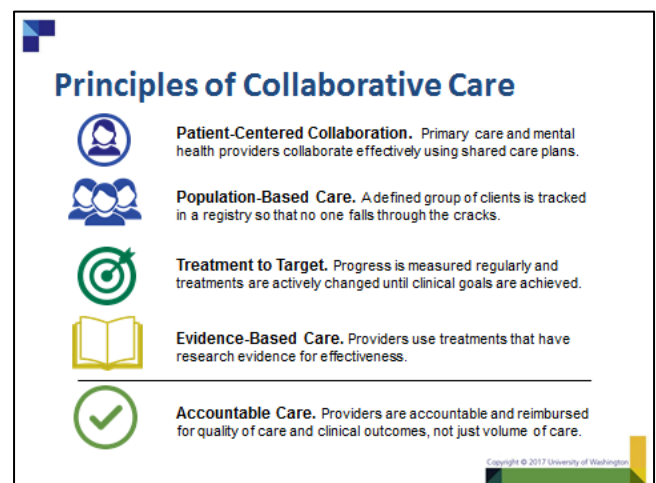 Principles of Collaborative Care
Patient-Centered Collaboration. Primary care and mental
health providers collaborate effectively using shared care plans.
Population-Based Care. A defined group of clients is tracked
in a registry so that no one falls through the cracks.
Treatment to Target. Progress is measured regularly and
treatments are actively changed until clinical goals are achieved.
Evidence-Based Care. Providers use treatments that have
research evidence for effectiveness.
Accountable Care. Providers are accountable and reimbursed
for quality of care and clinical outcomes, not just volume of care.
Copyright © 2017 University of Washington